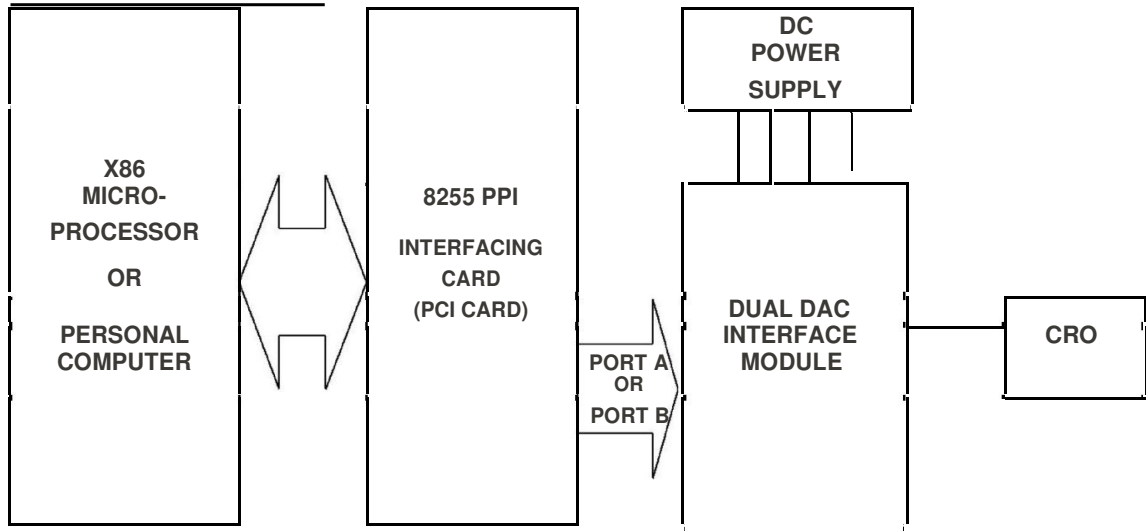 X86
MICRO-
PROCESSOR
OR
PERSONAL
COMPUTER
8255 PPI
INTERFACING
CARD
(PCI CARD)
PORT A
OR
PORT B
DC
POWER
SUPPLY
DUAL DAC
INTERFACE
MODULE
CRO